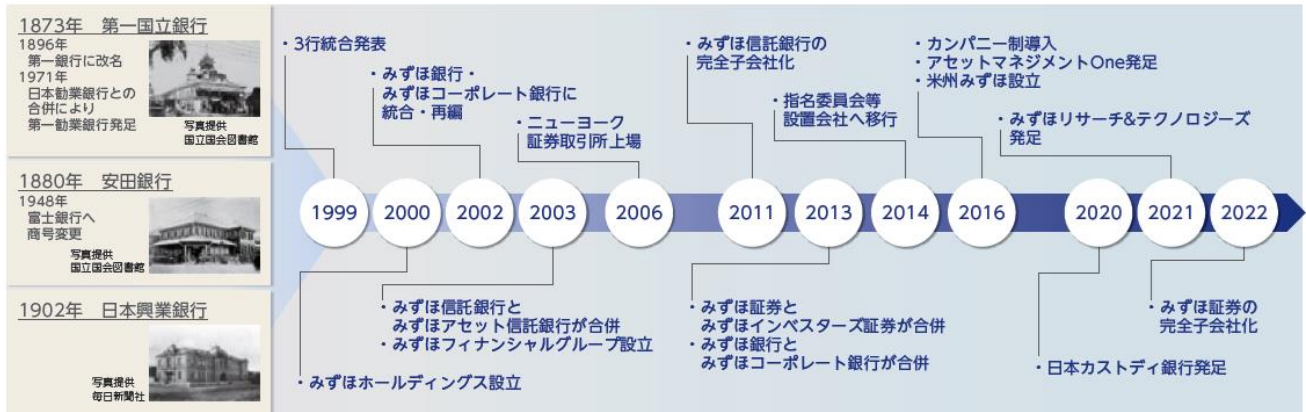 1873年　第一国立銀行
1896年
第一銀行に改名
1971年
日本勧業銀行との
合併により
第一勧業銀行発足
写真提供
国立国会図書館
1880年　安田銀行
1948年
富士銀行へ
商号変更
写真提供
国立国会図書館
1902年　日本興業銀行
写真提供
毎日新聞社
・3行統合発表
・みずほ銀行・
みずほコーポレート銀行に
統合・再編
・ニューヨーク
証券取引所上場
・みずほ信託銀行の
完全子会社化
・指名委員会等
設置会社へ移行
・カンパニー制導入
・アセットマネジメントOne発足
・米州みずほ設立
・みずほリサーチ&テクノロジーズ
発足
1999
2000
2002
2003
2006
2011
2013
2014
2016
2020
2021
2022
・みずほ信託銀行と
みずほアセット信託銀行が合併
・みずほフィナンシャルグループ設立
・みずほホールディングス設立
・みずほ証券と
みずほインベスターズ証券が合併
・みずほ銀行と
みずほコーポレート銀行が合併
・みずほ証券の
完全子会社化
・日本カストディ銀行発足